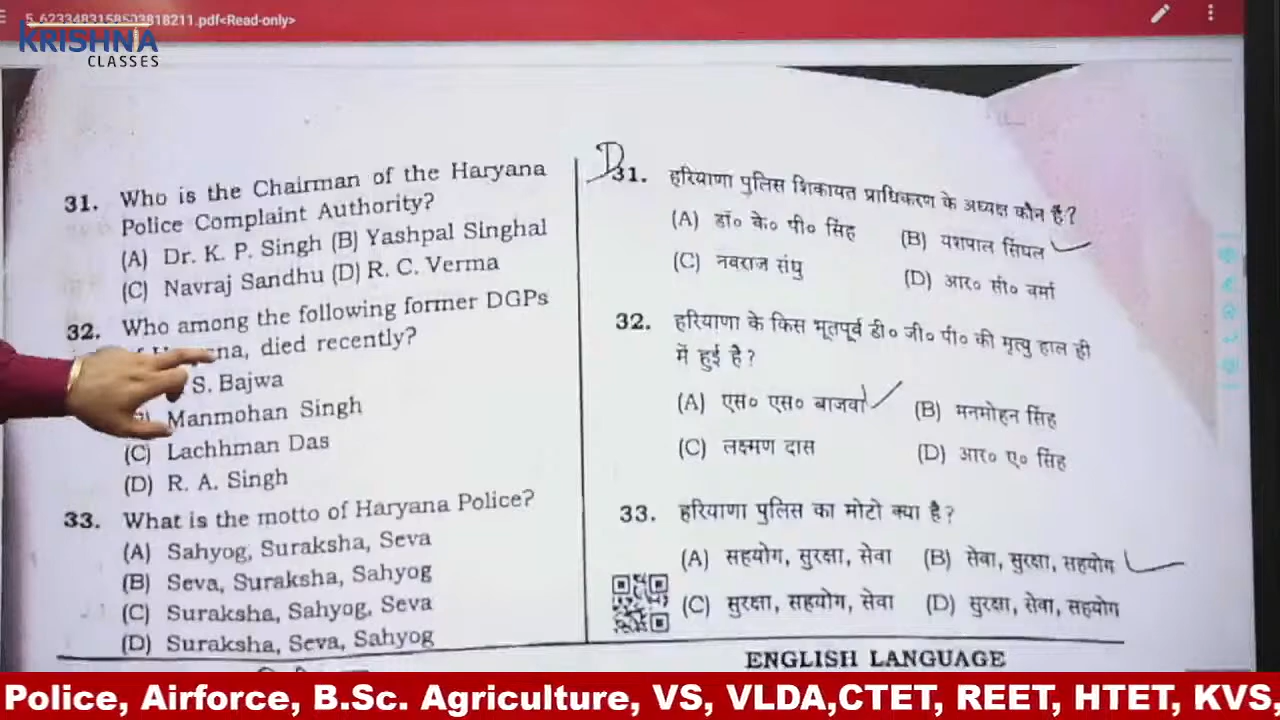 5_6233483158503818211.pdf<Read-only>
KRISHNA
CLASSES
31. Who is the Chairman of the Haryana
Police Complaint Authority?
(A) Dr. K. P. Singh (B) Yashpal Singhal
(C) Navraj Sandhu (D) R. C. Verma
32. Who among the following former DGPs
died recently?
S. Bajwa
Manmohan Singh
(C) Lachhman Das
(D) R. A. Singh
33. What is the motto of Haryana Police?
(A) Sahyog, Suraksha, Seva
(B) Seva, Suraksha, Sahyog
(C) Suraksha, Sahyog, Seva
(D) Suraksha, Seva, Sahyog
D
31. हरियाणा पुलिस शिकायत प्राधिकरण के अध्यक्ष कौन हैं?
(A) डॉ० के० पी० सिंह (B) यशपाल सिंघल
(C) नवराज संधु (D) आर० सी० वर्मा
32. हरियाणा के किस भूतपूर्व डी० जी० पी० की मृत्यु हाल ही
में हुई है?
(A) एस० एस० बाजवा (B) मनमोहन सिंह
(C) लक्ष्मण दास (D) आर० ए० सिंह
33. हरियाणा पुलिस का मोटो क्या है?
(A) सहयोग, सुरक्षा, सेवा (B) सेवा, सुरक्षा, सहयोग
(C) सुरक्षा, सहयोग, सेवा (D) सुरक्षा, सेवा, सहयोग
ENGLISH LANGUAGE
Police, Airforce, B.Sc. Agriculture, VS, VLDA,CTET, REET, HTET, KVS,